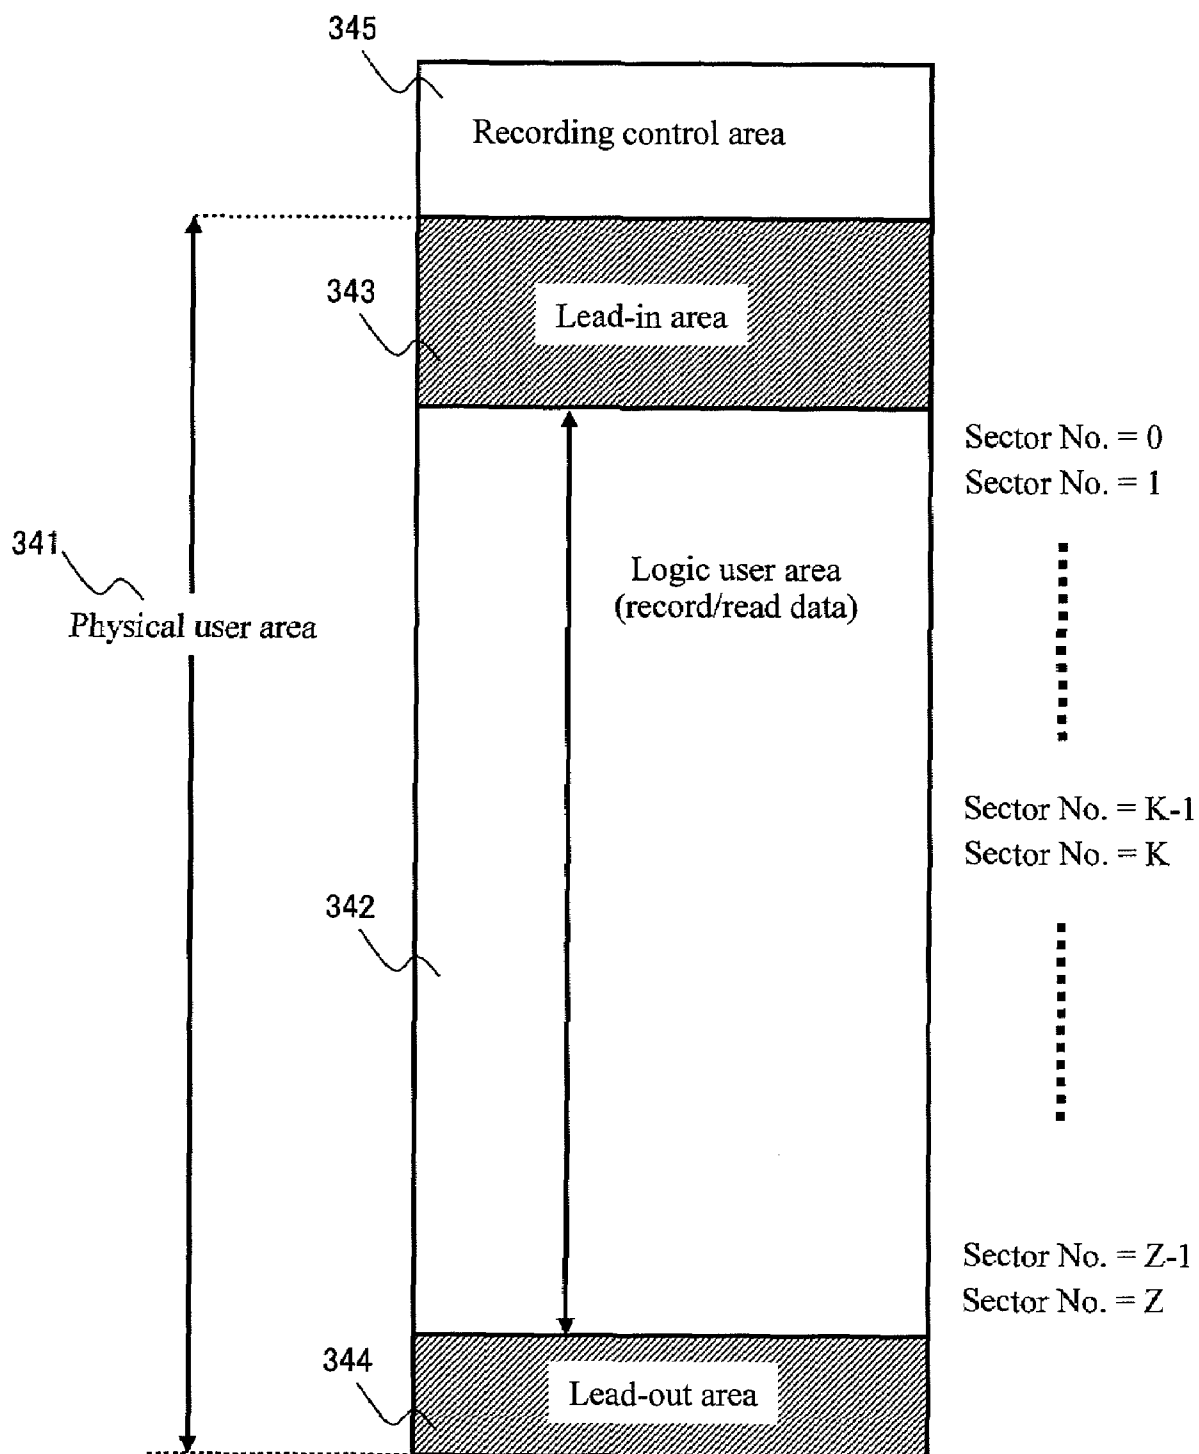 345
Recording control area
343
Lead-in area
Sector No. = 0
Sector No. = 1
341
Physical user area
Logic user area
(record/read data)
Sector No. = K-1
Sector No. = K
342
Sector No. = Z-1
Sector No. = Z
344
Lead-out area